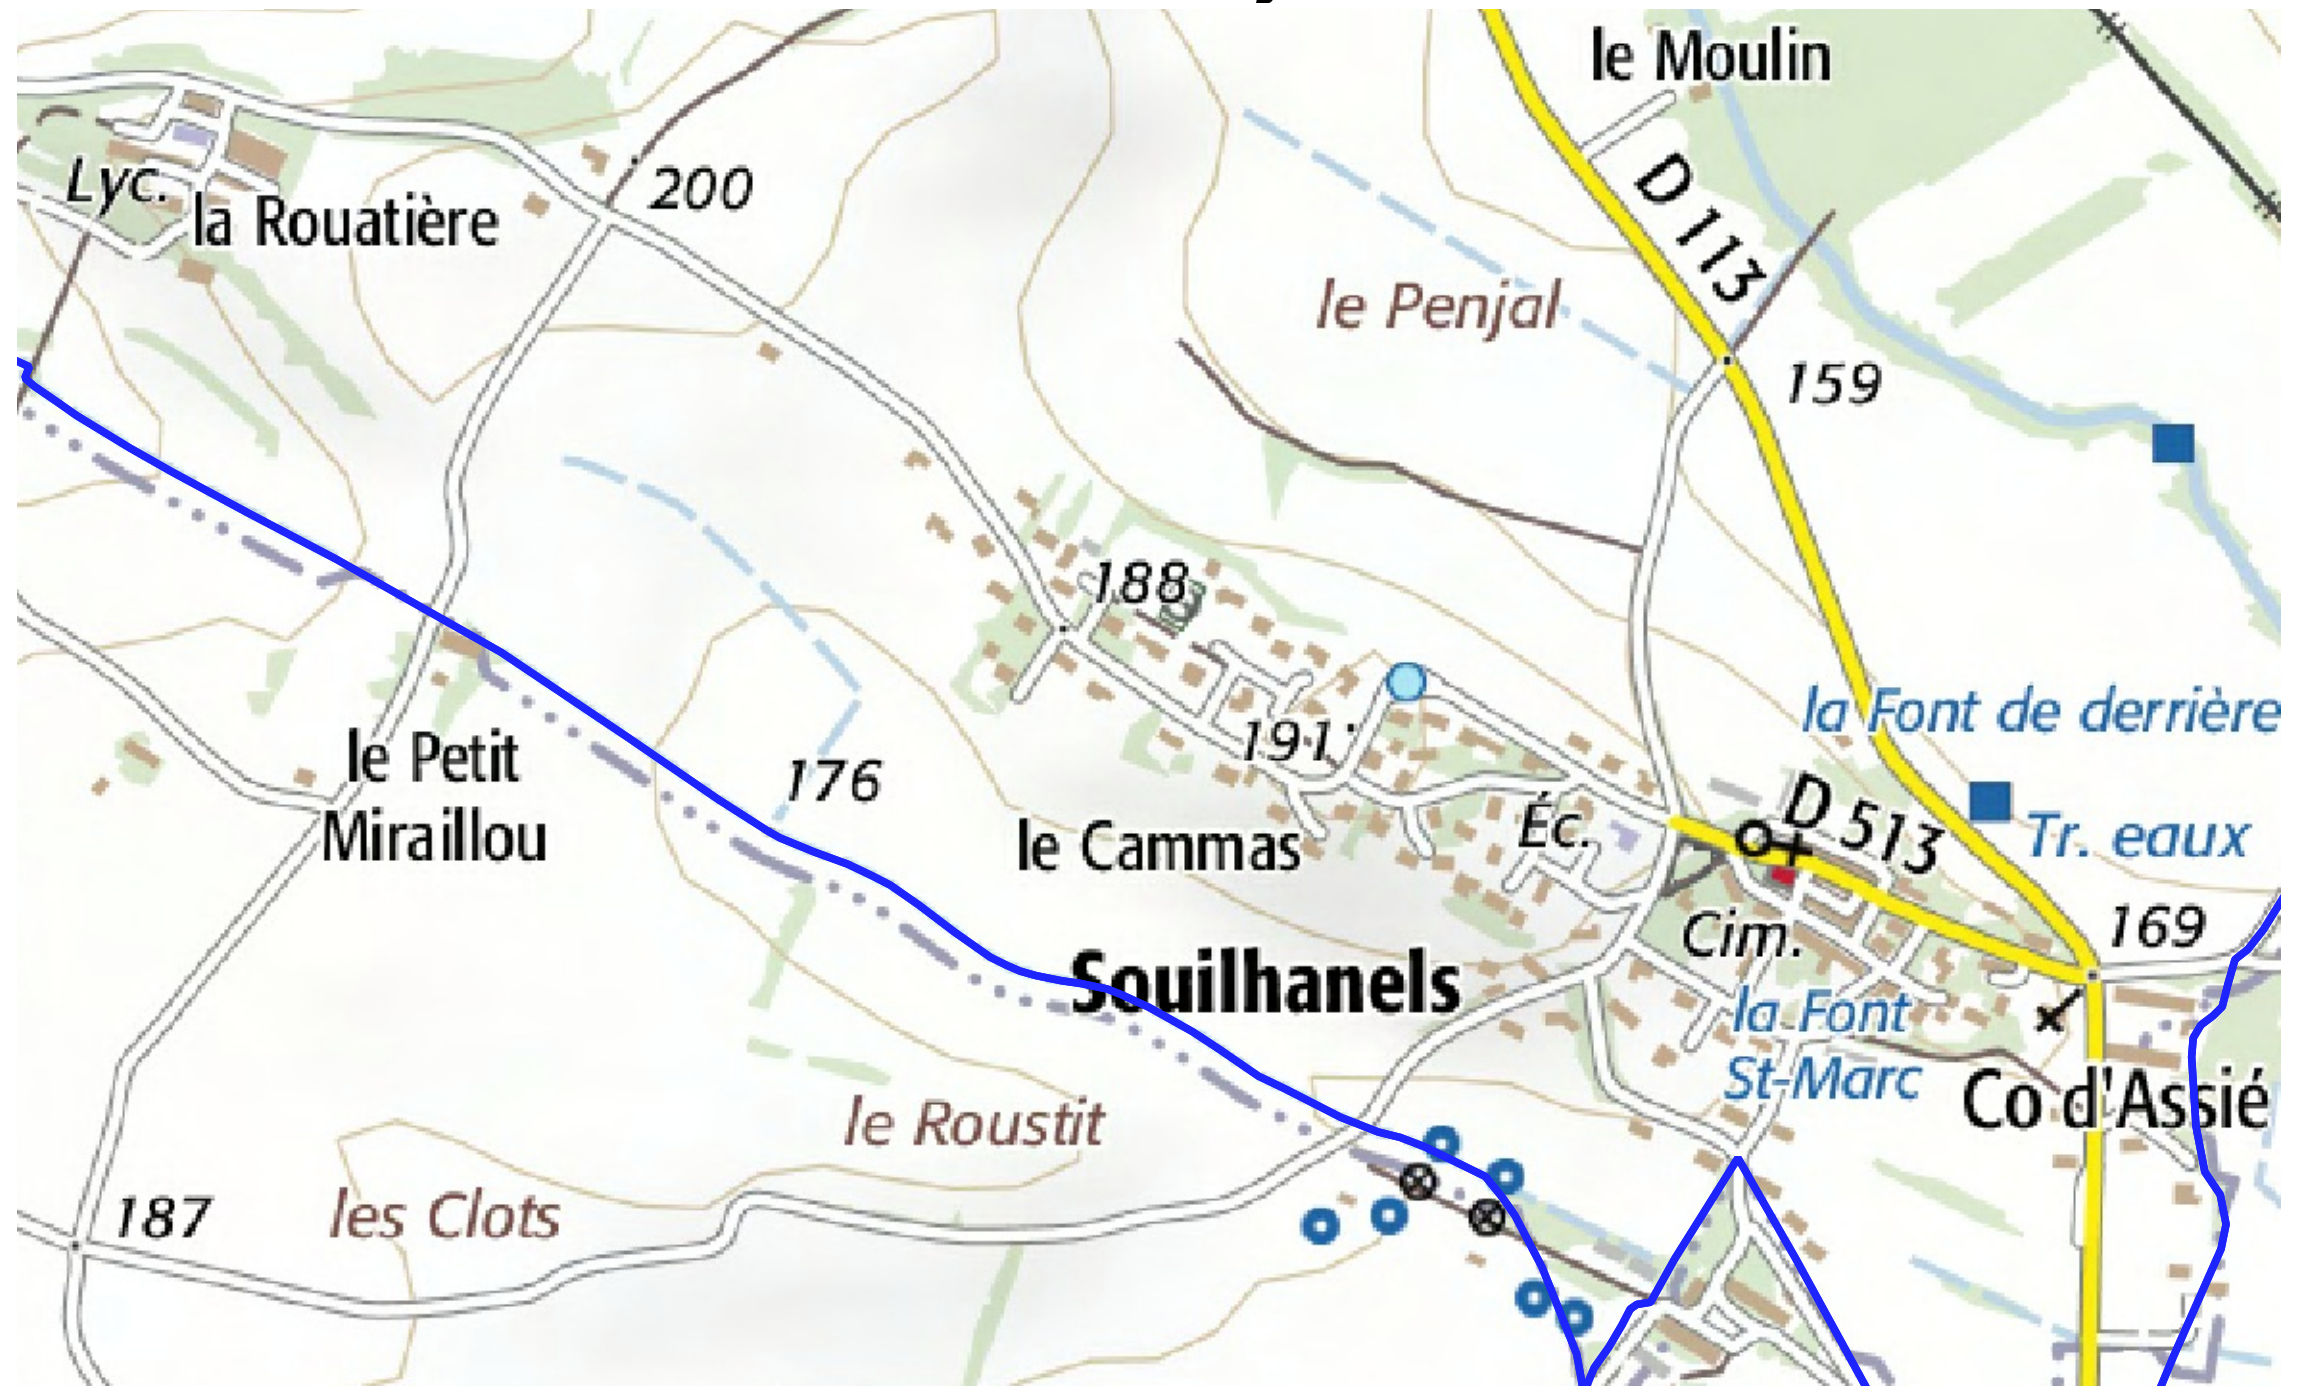 le Moulin
Lyc.
la Rouatière
200
D 113
le Penjal
159
188
la Font de derrière
191
le Petit
Miraillou
176
le Cammas
Éc.
D 513
Tr. eaux
Cim.
169
Souilhanels
la Font
St-Marc
Co d'Assié
le Roustit
187
les Clots